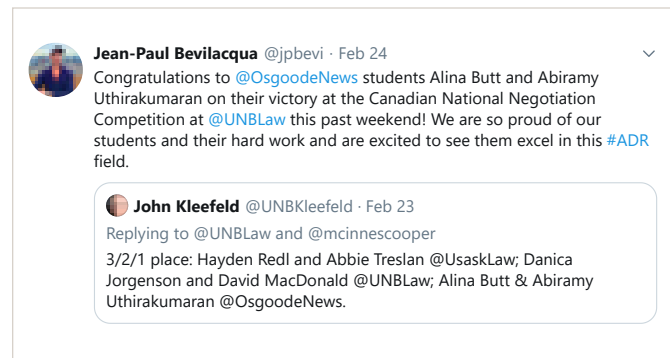 Jean-Paul Bevilacqua @jpbevi · Feb 24
Congratulations to @OsgoodeNews students Alina Butt and Abiramy
Uthirakumaran on their victory at the Canadian National Negotiation
Competition at @UNBLaw this past weekend! We are so proud of our
students and their hard work and are excited to see them excel in this #ADR
field.
John Kleefeld @UNBKleefeld · Feb 23
Replying to @UNBLaw and @mcinnescooper
3/2/1 place: Hayden Redl and Abbie Treslan @UsaskLaw; Danica
Jorgenson and David MacDonald @UNBLaw; Alina Butt & Abiramy
Uthirakumaran @OsgoodeNews.